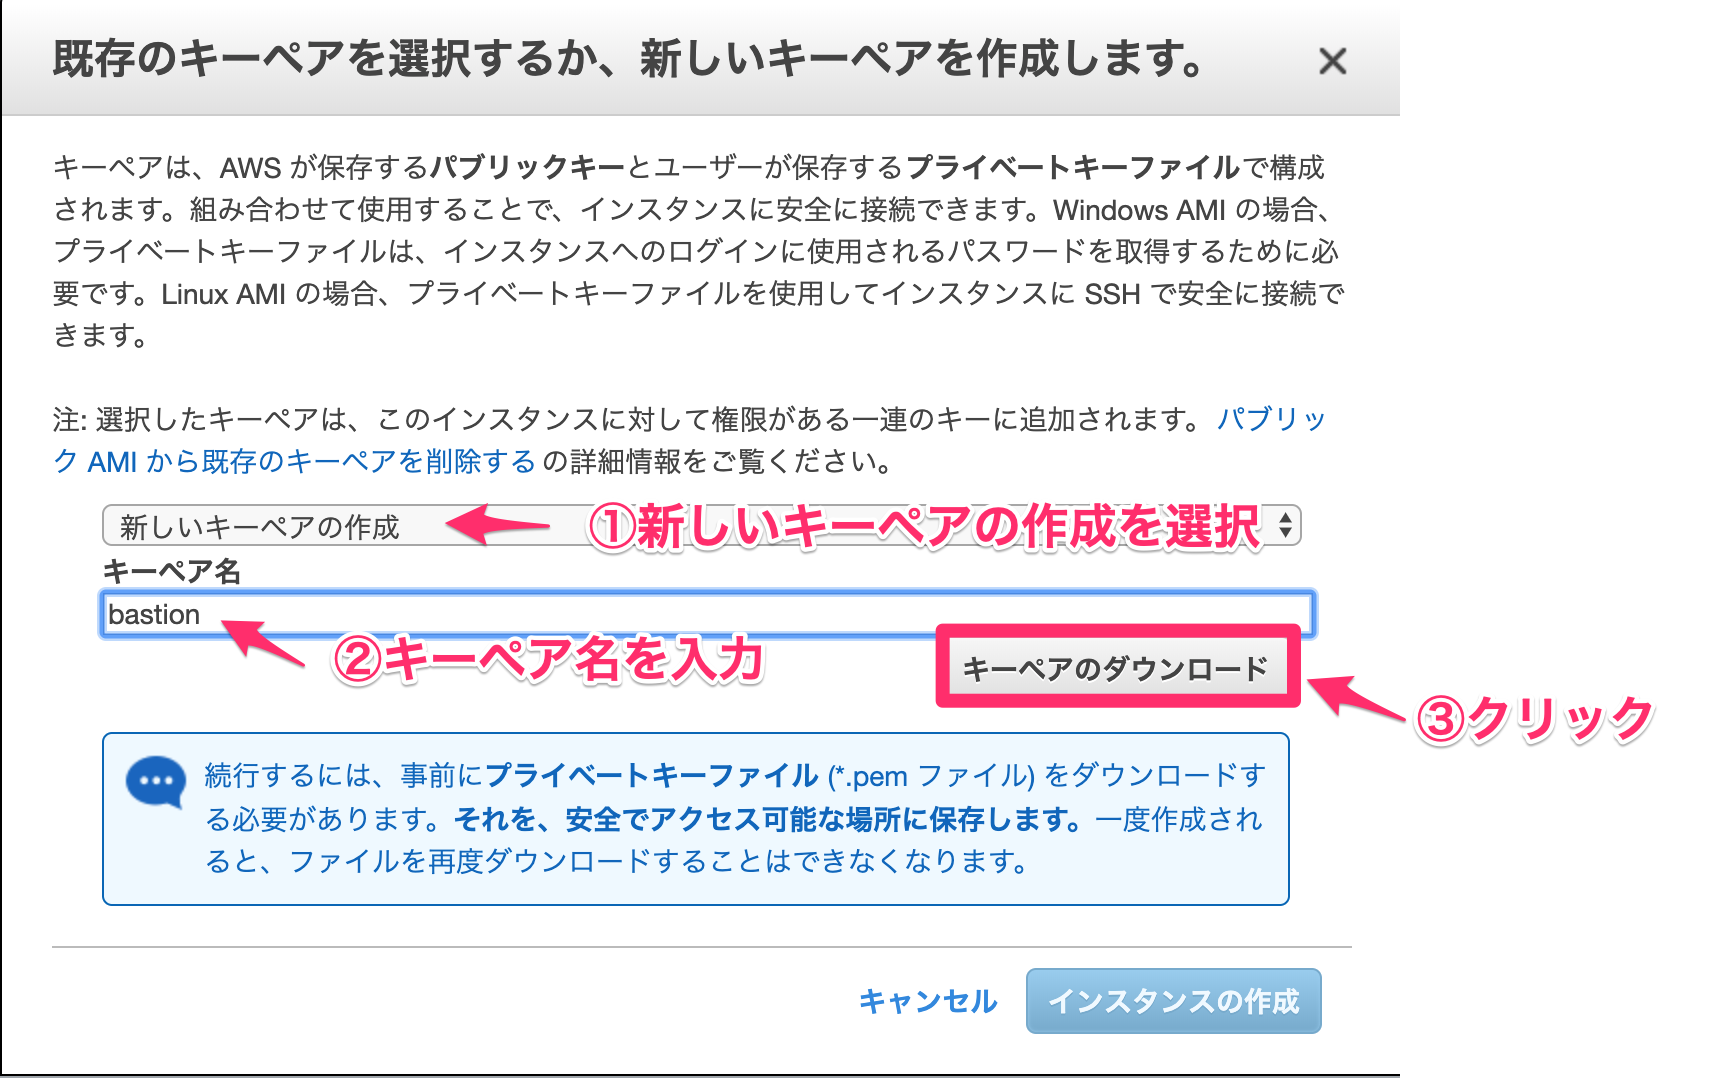 既存のキーペアを選択するか、新しいキーペアを作成します。
キーペアは、AWS が保存するパブリックキーとユーザーが保存するプライベートキーファイルで構成
されます。組み合わせて使用することで、インスタンスに安全に接続できます。Windows AMI の場合、
プライベートキーファイルは、インスタンスへのログインに使用されるパスワードを取得するために必
要です。Linux AMI の場合、プライベートキーファイルを使用してインスタンスに SSH で安全に接続で
きます。
注: 選択したキーペアは、このインスタンスに対して権限がある一連のキーに追加されます。 パブリッ
ク AMI から既存のキーペアを削除する の詳細情報をご覧ください。
新しいキーペアの作成 ①新しいキーペアの作成を選択
キーペア名
bastion
②キーペア名を入力
キーペアのダウンロード
③クリック
続行するには、事前にプライベートキーファイル (*.pem ファイル) をダウンロードす
る必要があります。それを、安全でアクセス可能な場所に保存します。一度作成され
ると、ファイルを再度ダウンロードすることはできなくなります。
キャンセル インスタンスの作成